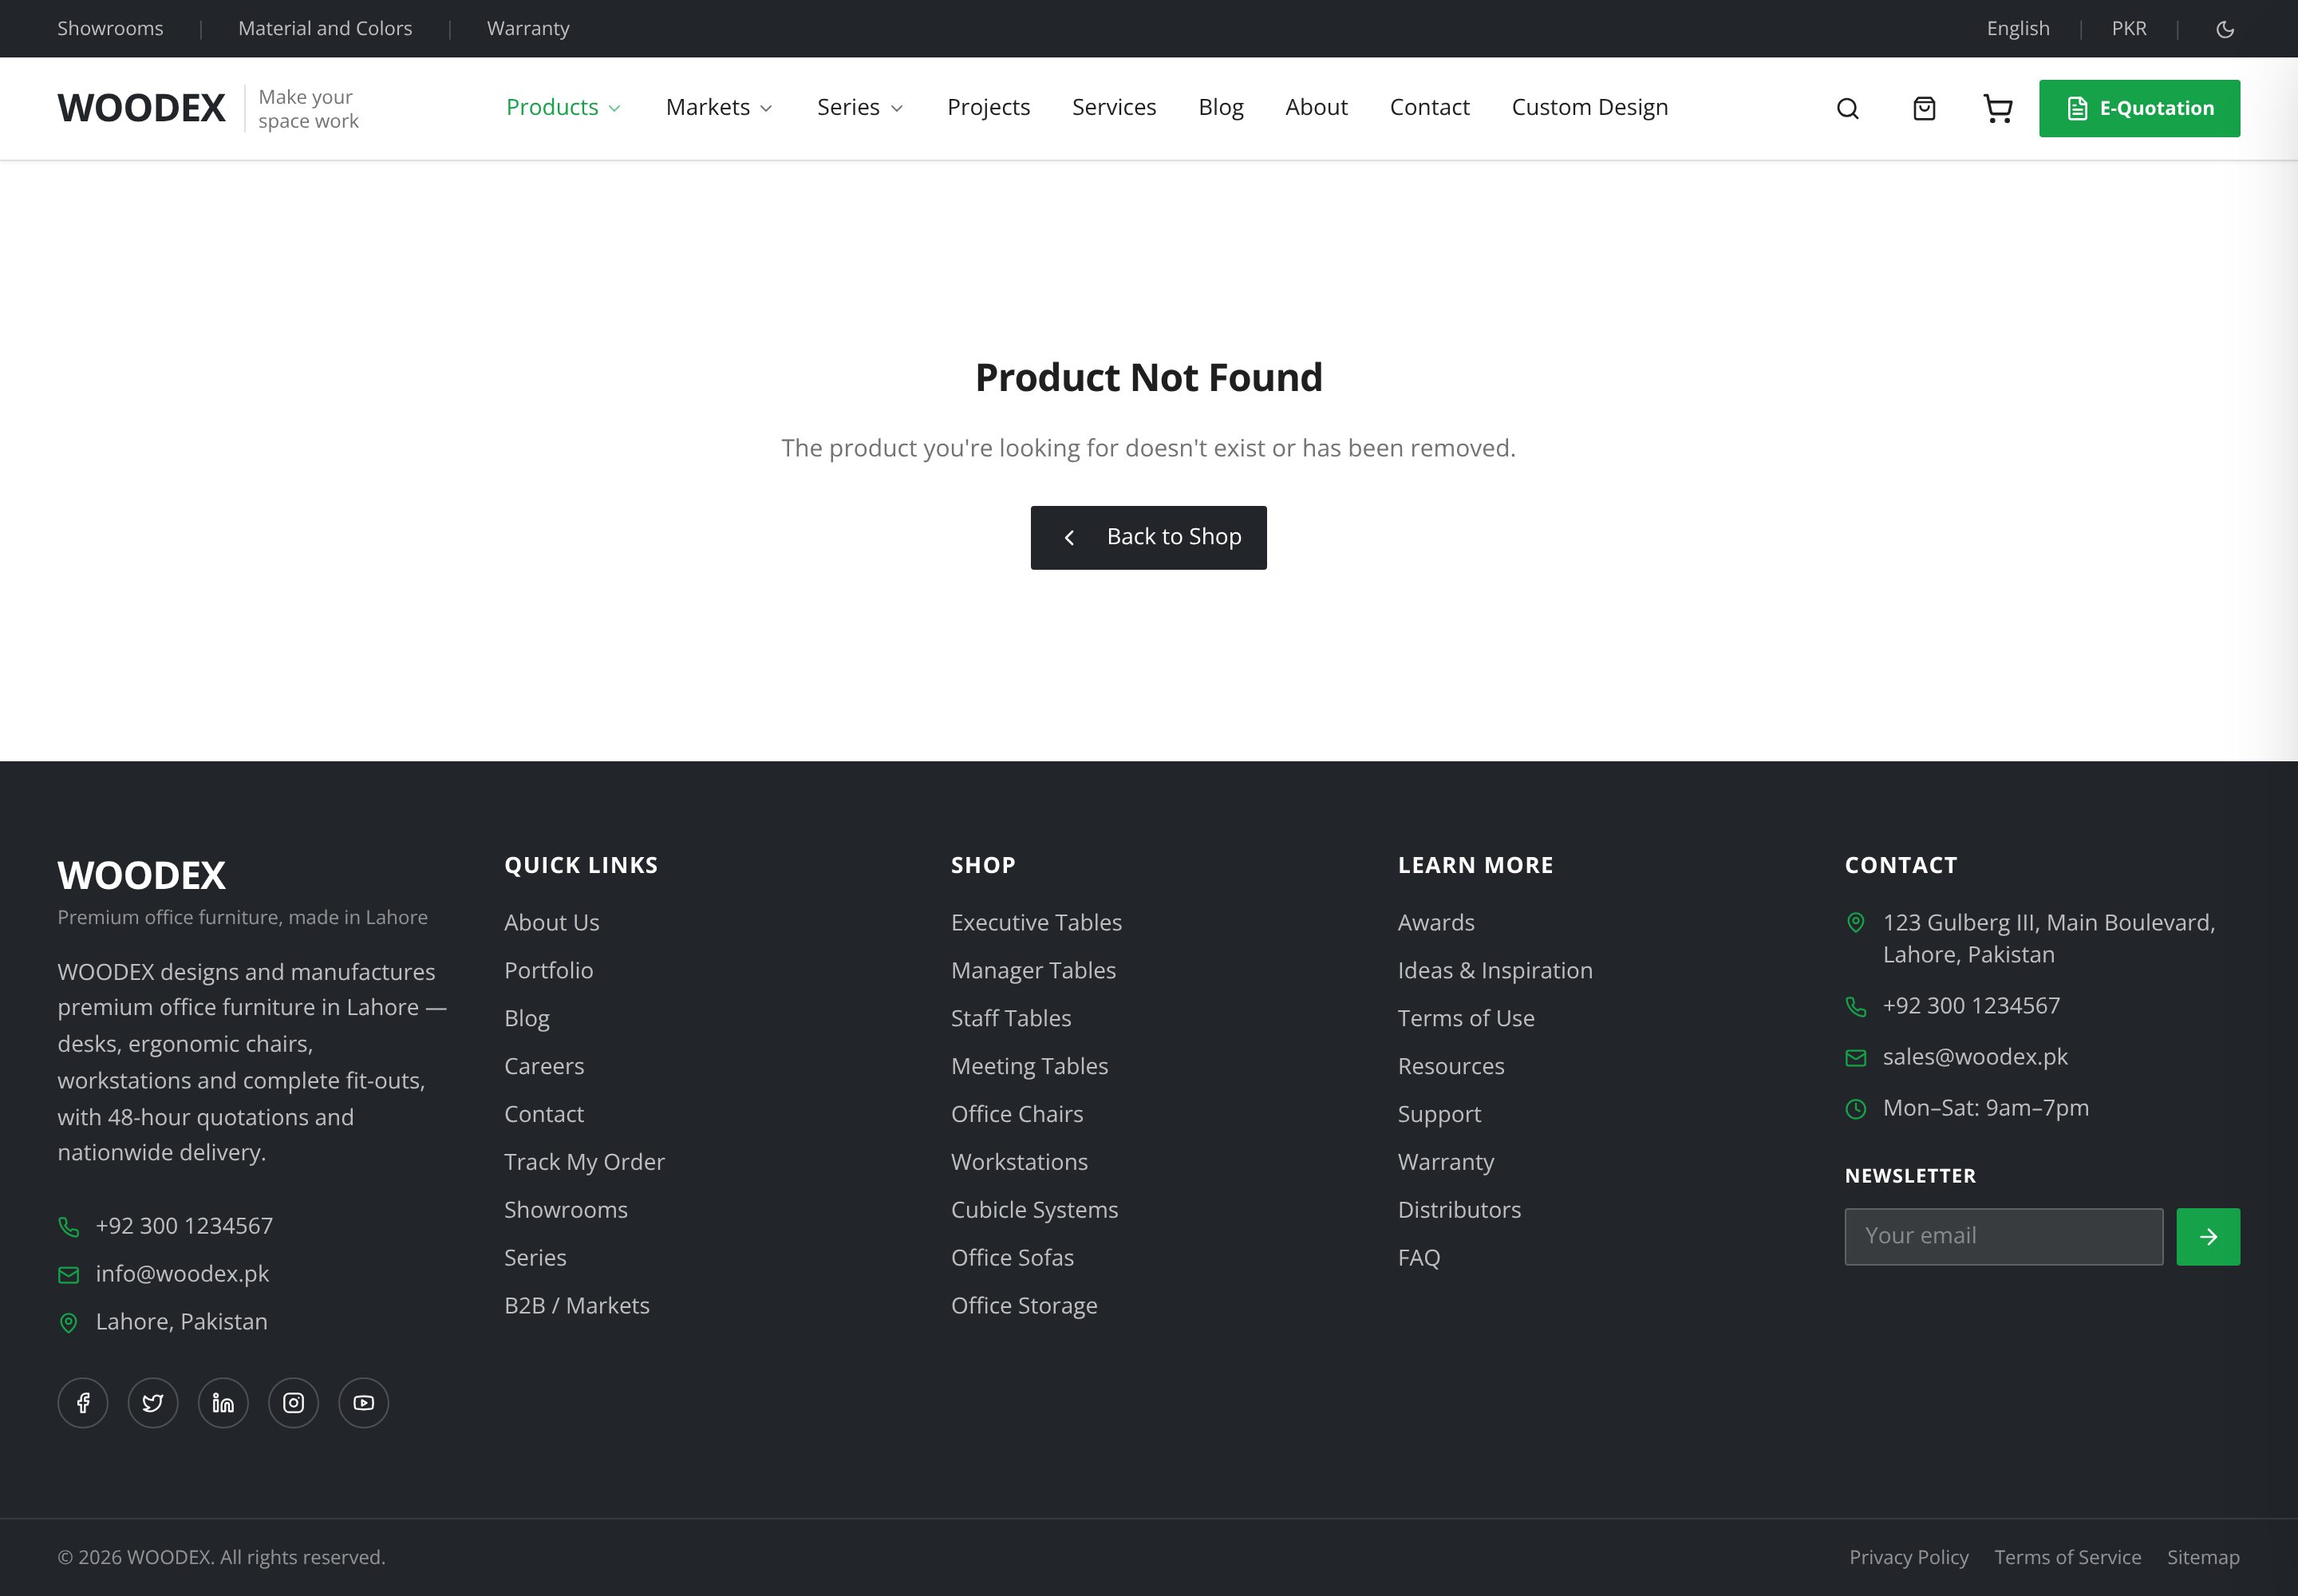 Showrooms | Material and Colors | Warranty
English | PKR |
WOODEX
Make your
space work
Products
Markets
Series
Projects
Services
Blog
About
Contact
Custom Design
E-Quotation
Product Not Found
The product you're looking for doesn't exist or has been removed.
Back to Shop
WOODEX
Premium office furniture, made in Lahore
WOODEX designs and manufactures
premium office furniture in Lahore —
desks, ergonomic chairs,
workstations and complete fit-outs,
with 48-hour quotations and
nationwide delivery.
+92 300 1234567
info@woodex.pk
Lahore, Pakistan
QUICK LINKS
About Us
Portfolio
Blog
Careers
Contact
Track My Order
Showrooms
Series
B2B / Markets
SHOP
Executive Tables
Manager Tables
Staff Tables
Meeting Tables
Office Chairs
Workstations
Cubicle Systems
Office Sofas
Office Storage
LEARN MORE
Awards
Ideas & Inspiration
Terms of Use
Resources
Support
Warranty
Distributors
FAQ
CONTACT
123 Gulberg III, Main Boulevard,
Lahore, Pakistan
+92 300 1234567
sales@woodex.pk
Mon–Sat: 9am–7pm
NEWSLETTER
Your email
© 2026 WOODEX. All rights reserved.
Privacy Policy
Terms of Service
Sitemap